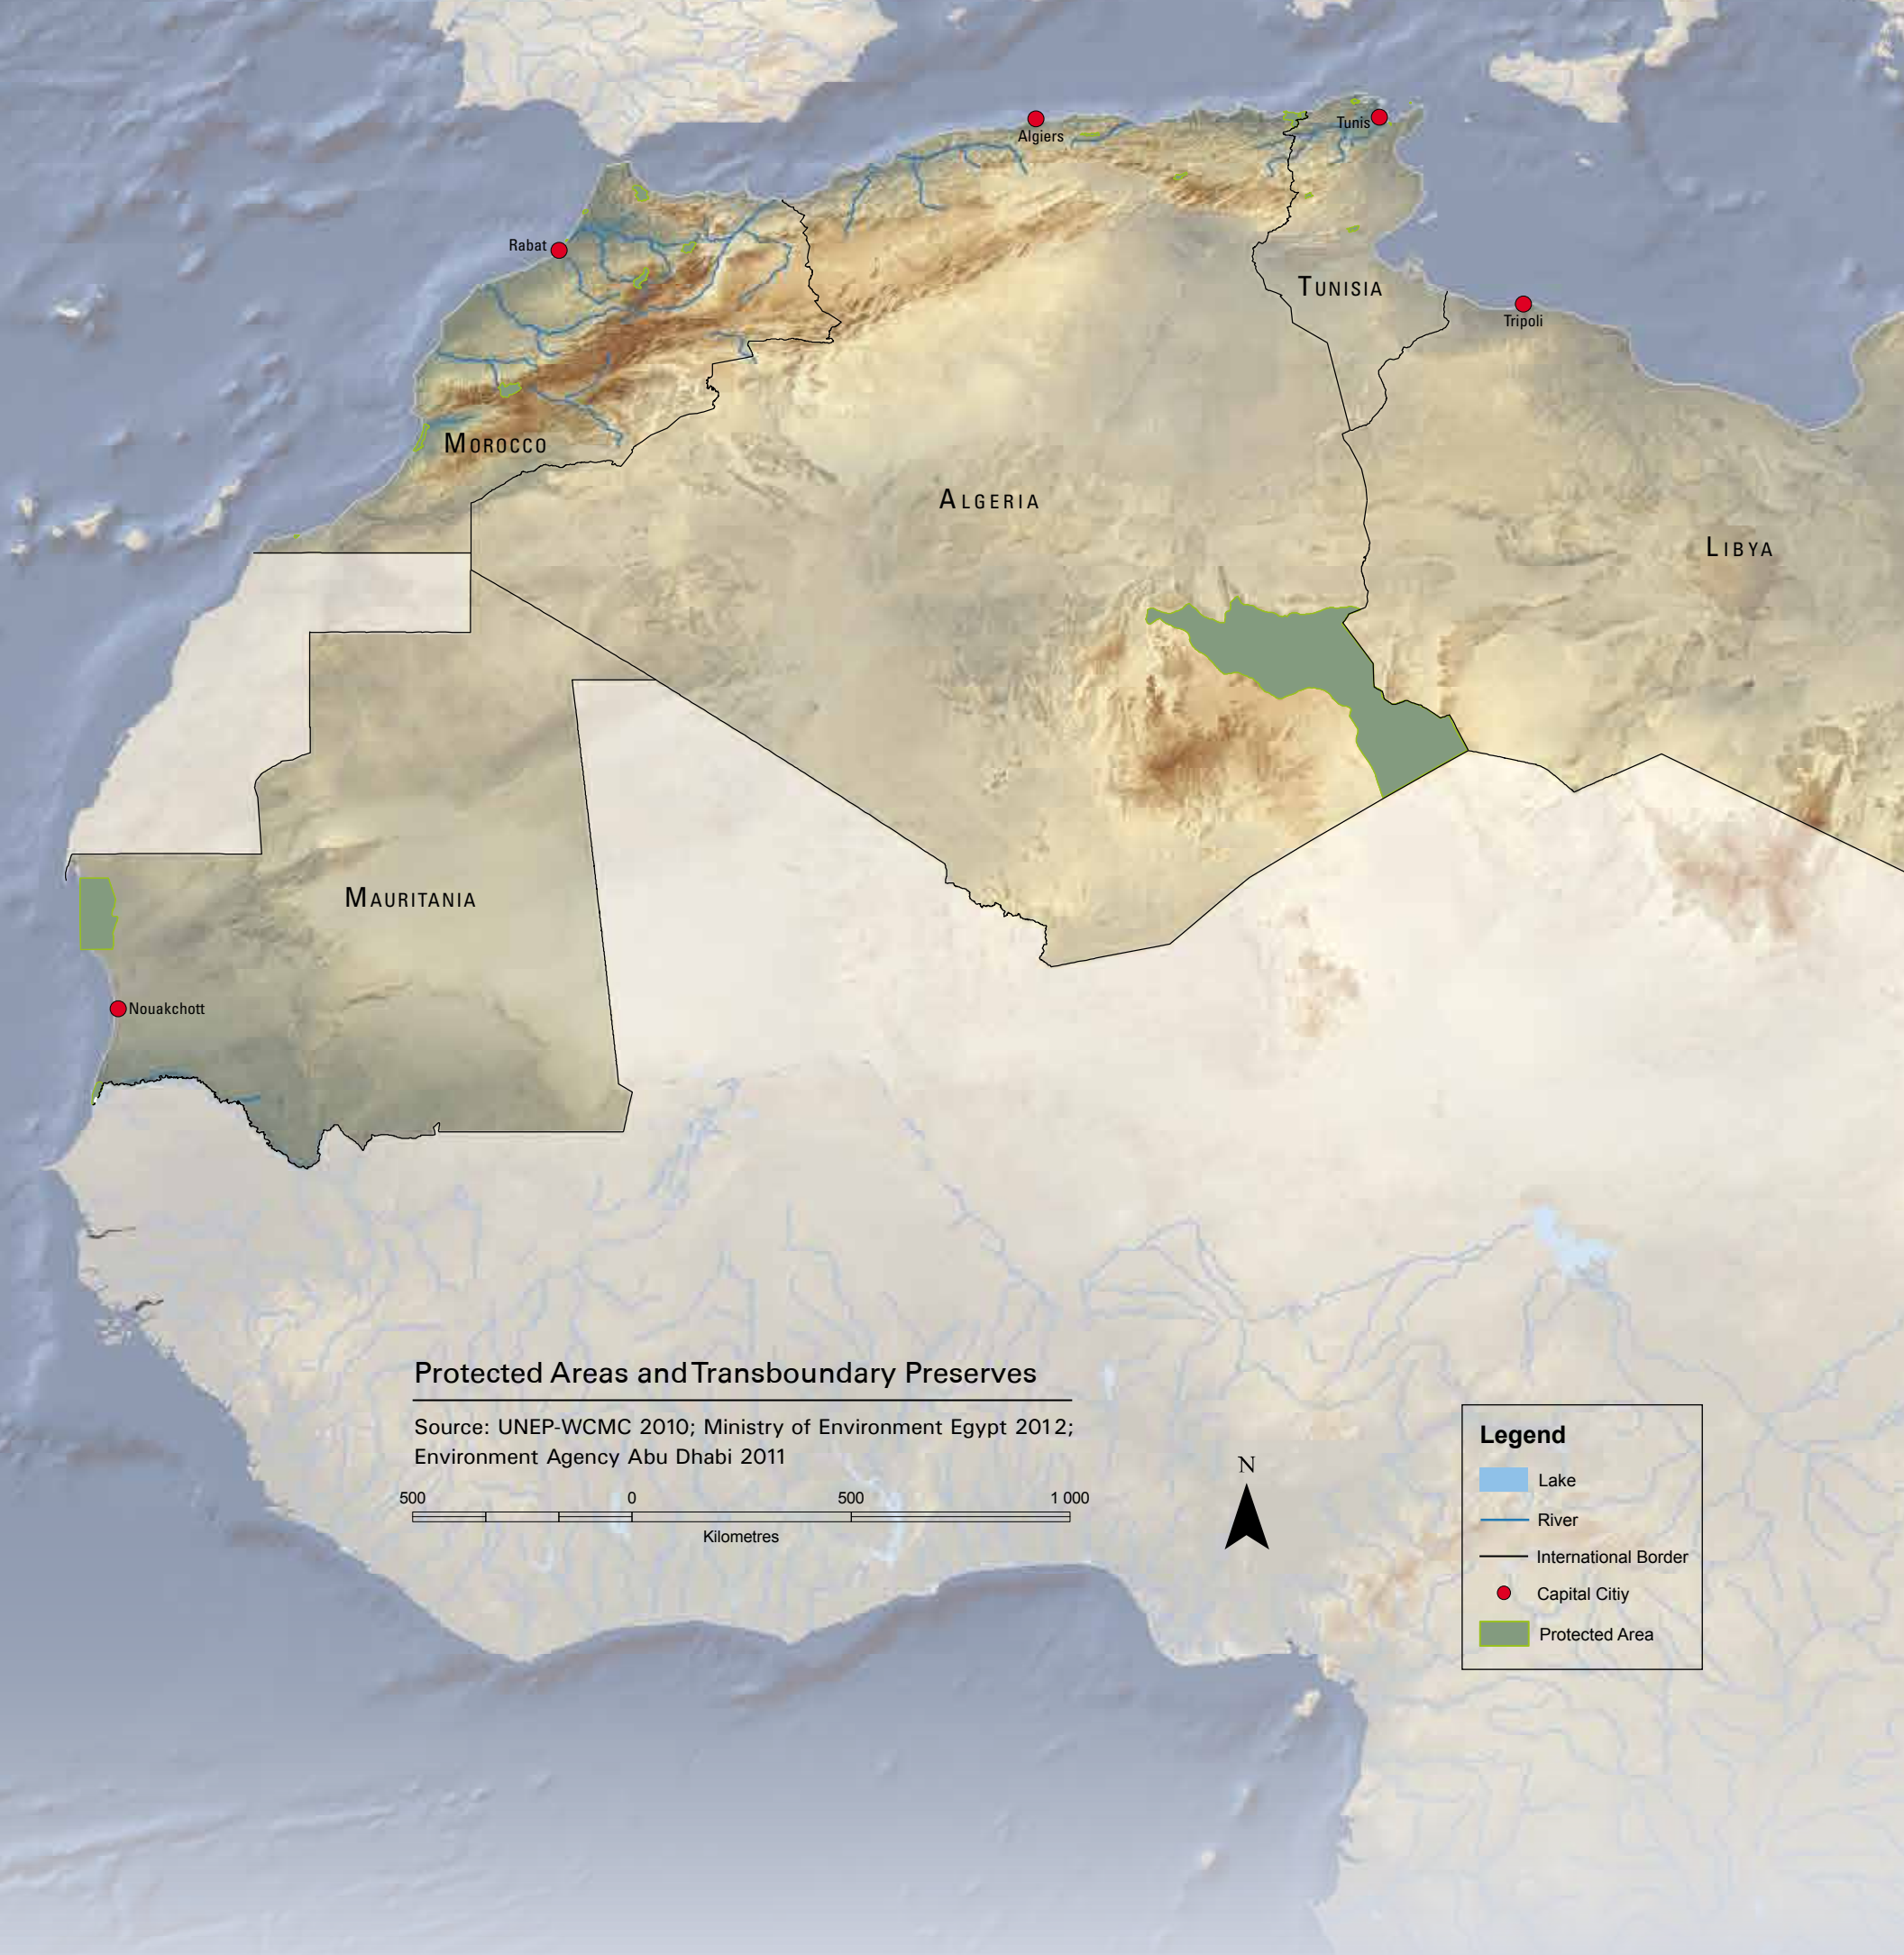 Algiers
Tunis
Rabat
TUNISIA
Tripoli
MOROCCO
ALGERIA
LIBYA
MAURITANIA
Nouakchott
Protected Areas and Transboundary Preserves
Source: UNEP-WCMC 2010; Ministry of Environment Egypt 2012;
Environment Agency Abu Dhabi 2011
500 0 500 1 000
Kilometres
N
Legend
Lake
River
International Border
Capital Citiy
Protected Area